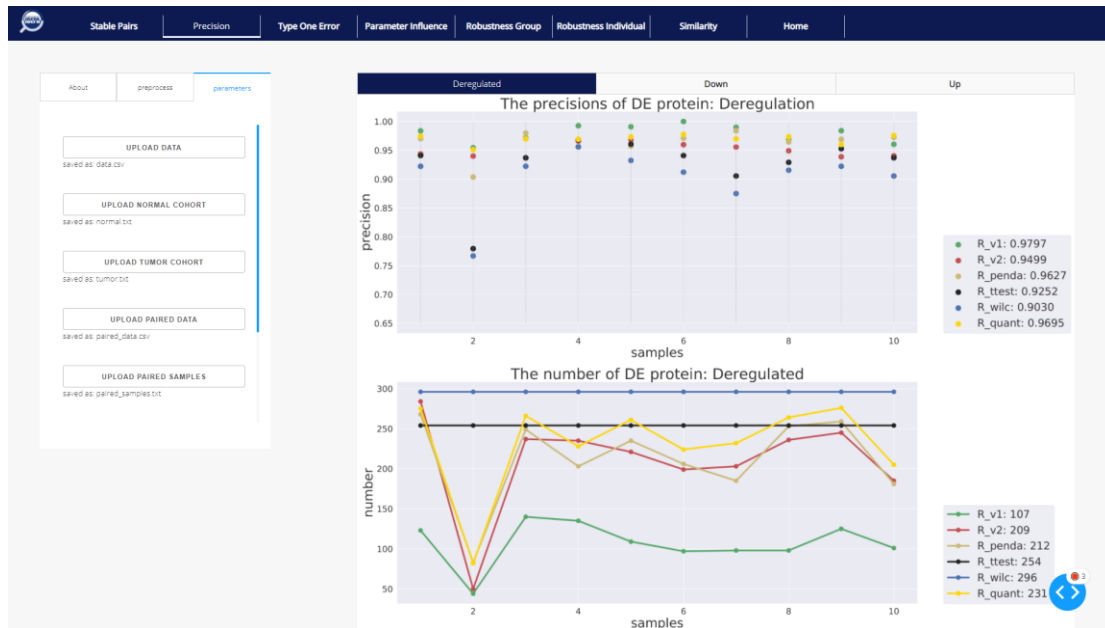 Stable Pairs
Precision
Type One Error
Parameter Influence
Robustness Group
Robustness Individual
Similarity
Home
About
preprocess
parameters
UPLOAD DATA
saved as: data.csv
UPLOAD NORMAL COHORT
saved as: normal.txt
UPLOAD TUMOR COHORT
saved as: tumor.txt
UPLOAD PAIRED DATA
saved as: paired_data.csv
UPLOAD PAIRED SAMPLES
saved as: paired_samples.txt
Deregulated
Down
Up
The precisions of DE protein: Deregulation
precision
1.00
0.95
0.90
0.85
0.80
0.75
0.70
0.65
2
4
6
8
10
samples
R_v1: 0.9797
R_v2: 0.9499
R_penda: 0.9627
R_ttest: 0.9252
R_wilc: 0.9030
R_quant: 0.9695
The number of DE protein: Deregulated
number
300
250
200
150
100
50
2
4
6
8
10
samples
R_v1: 107
R_v2: 209
R_penda: 212
R_ttest: 254
R_wilc: 296
R_quant: 231
3